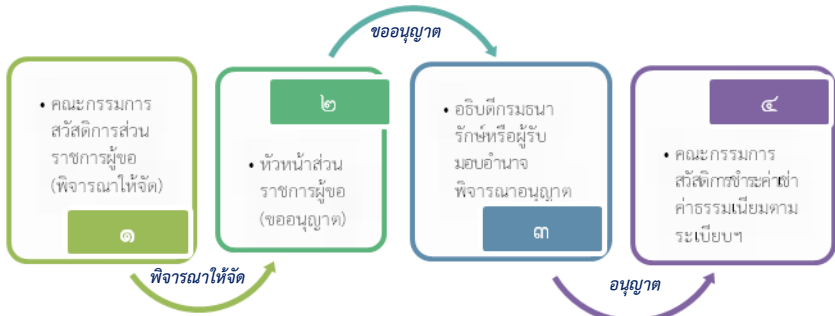 ขออนุญาต
• คณะกรรมการ
สวัสดิการส่วน
ราชการผู้ขอ
(พิจารณาให้จัด)
๑
พิจารณาให้จัด
๒
• หัวหน้าส่วน
ราชการผู้ขอ
(ขออนุญาต)
• อธิบดีกรมธนา
รักษ์หรือผู้รับ
มอบอำนาจ
พิจารณาอนุญาต
๓
อนุญาต
๔
• คณะกรรมการ
สวัสดิการชำระค่าเช่า
ค่าธรรมเนียมตาม
ระเบียบฯ